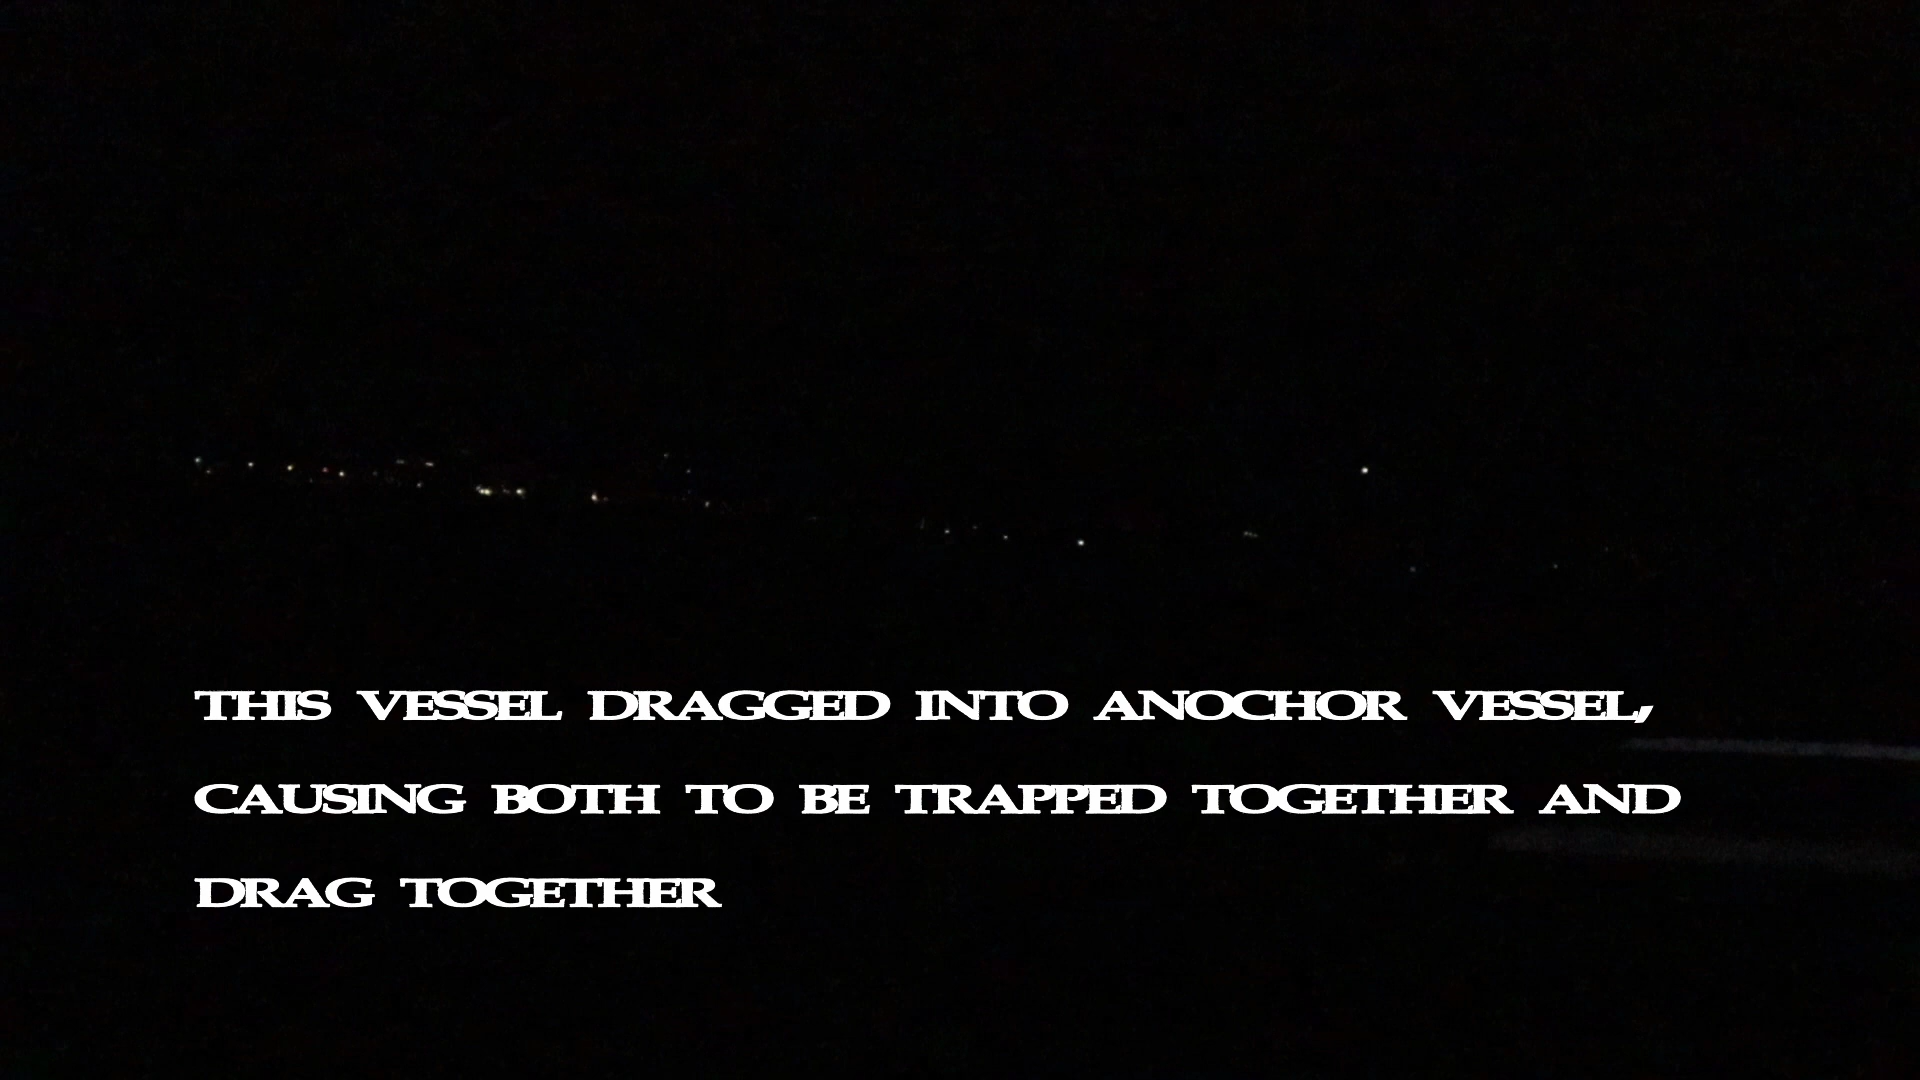 THIS VESSEL DRAGGED INTO ANOCHOR VESSEL,
CAUSING BOTH TO BE TRAPPED TOGETHER AND
DRAG TOGETHER